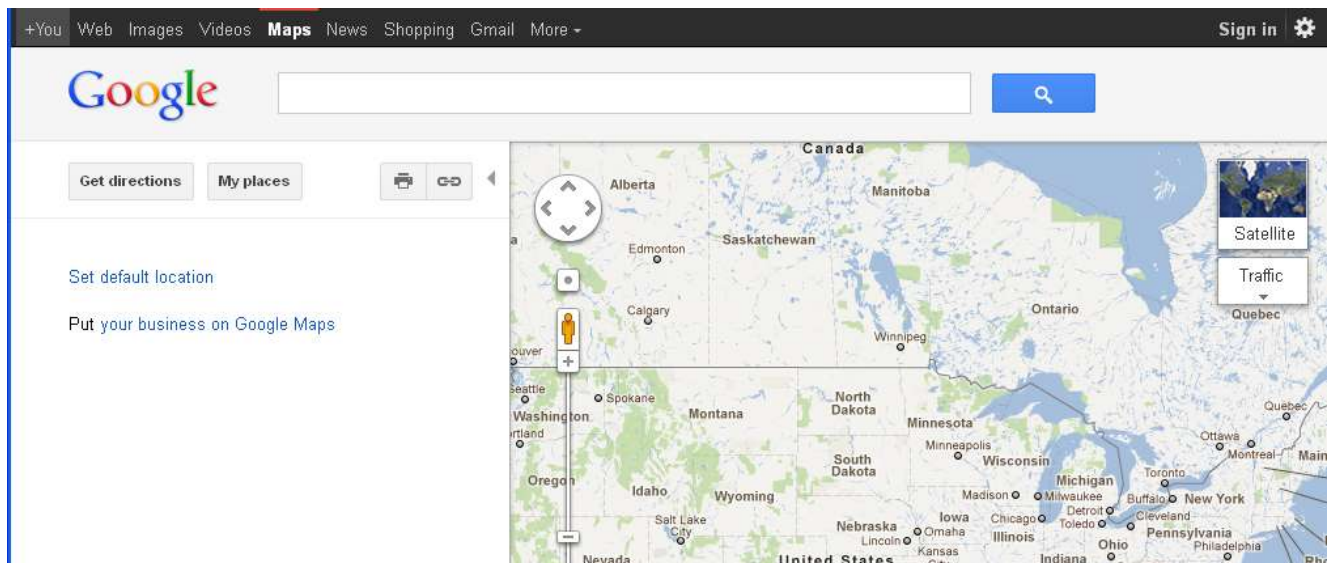 +You Web Images Videos Maps News Shopping Gmail More
Sign in
Google
Get directions
My places
Set default location
Put your business on Google Maps
Canada
Alberta
Manitoba
Satellite
Edmonton
Saskatchewan
Traffic
Calgary
Ontario
Quebec
Winnipeg
ouver
Seattle
Spokane
North
Dakota
Quebec
Washington
Montana
Minnesota
rtland
Minneapolis
Ottawa
Montreal
Main
South
Dakota
Wisconsin
Oregon
Michigan
Toronto
Idaho
Wyoming
Madison
Milwaukee
Buffalo
New York
Detroit
Salt Lake
City
Nebraska
Iowa
Chicago
Toledo
Cleveland
Omaha
Illinois
Pennsylvania
Lincoln
Ohio
Philadelphia
Nevada
United States
Kansas
Indiana